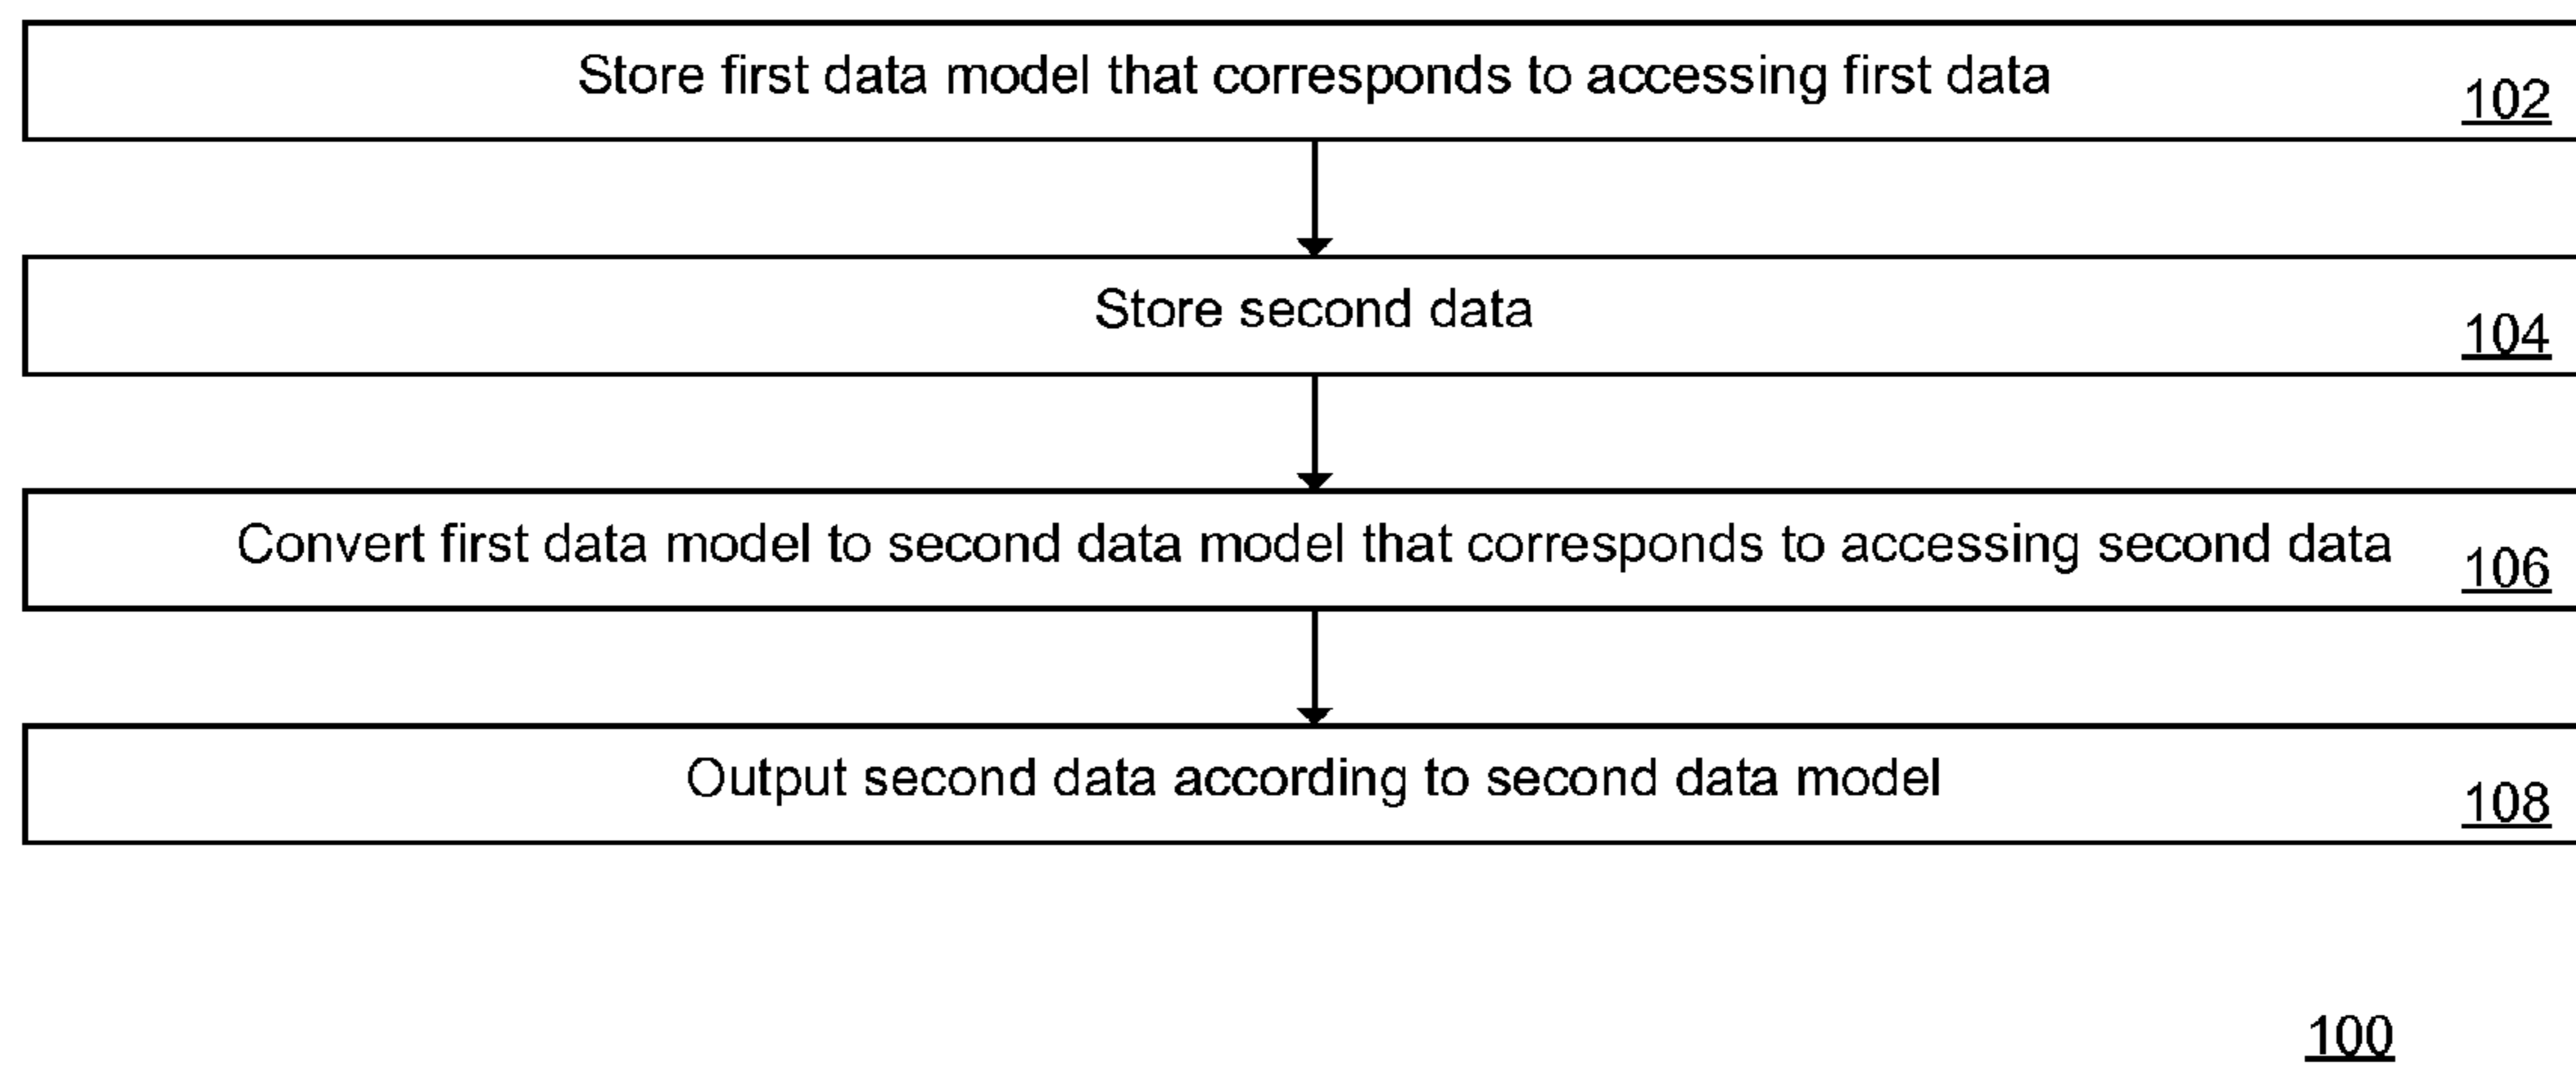 Store first data model that corresponds to accessing first data
102
Store second data
104
Convert first data model to second data model that corresponds to accessing second data
106
Output second data according to second data model
108
100